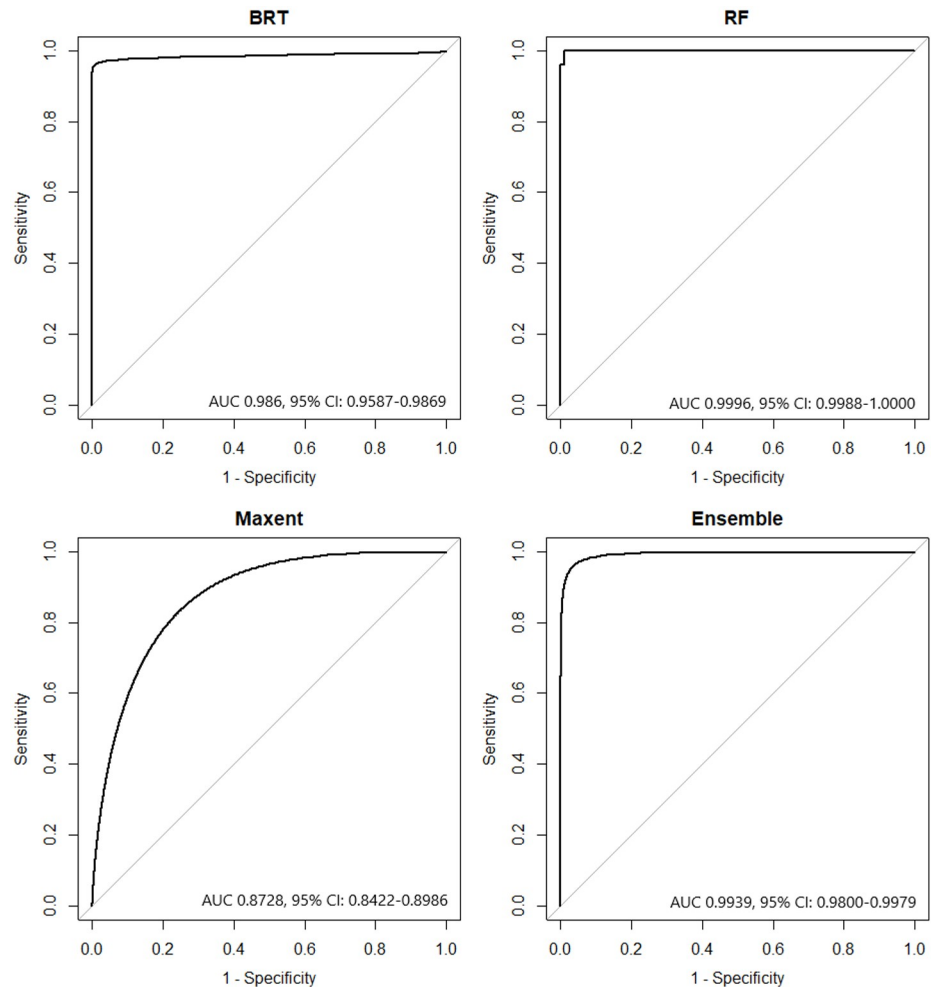 BRT
Sensitivity
1.0
0.8
0.6
0.4
0.2
0.0
AUC 0.986, 95% CI: 0.9587-0.9869
0.0 0.2 0.4 0.6 0.8 1.0
1 - Specificity
RF
Sensitivity
1.0
0.8
0.6
0.4
0.2
0.0
AUC 0.9996, 95% CI: 0.9988-1.0000
0.0 0.2 0.4 0.6 0.8 1.0
1 - Specificity
Maxent
Sensitivity
1.0
0.8
0.6
0.4
0.2
0.0
AUC 0.8728, 95% CI: 0.8422-0.8986
0.0 0.2 0.4 0.6 0.8 1.0
1 - Specificity
Ensemble
Sensitivity
1.0
0.8
0.6
0.4
0.2
0.0
AUC 0.9939, 95% CI: 0.9800-0.9979
0.0 0.2 0.4 0.6 0.8 1.0
1 - Specificity